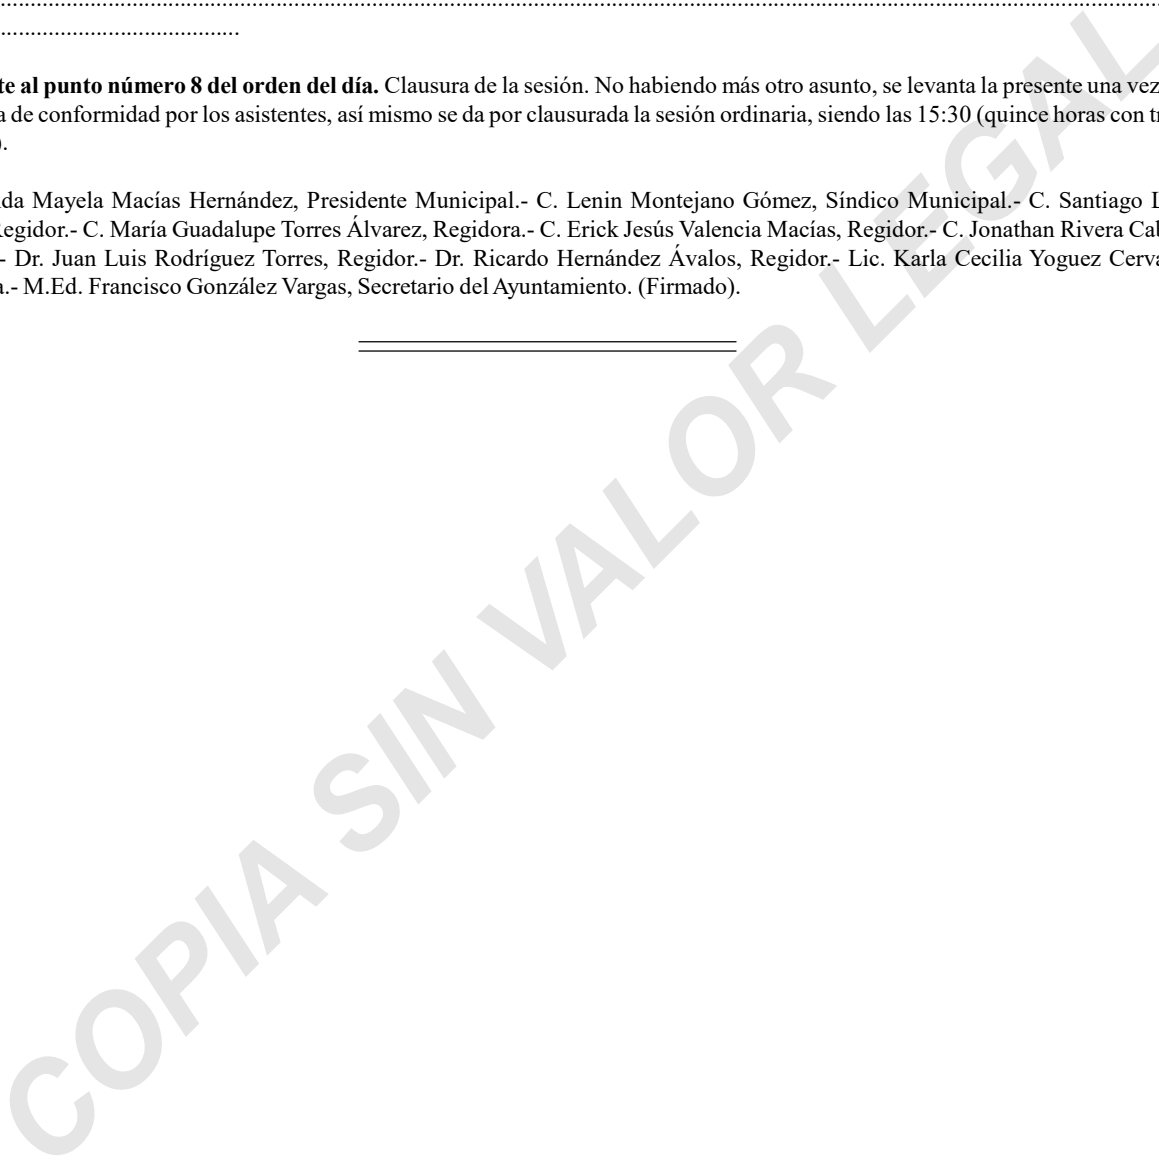 ........................................................................................................................................................................................................
........................................
te al punto número 8 del orden del día. Clausura de la sesión. No habiendo más otro asunto, se levanta la presente una vez
a de conformidad por los asistentes, así mismo se da por clausurada la sesión ordinaria, siendo las 15:30 (quince horas con tr
).
da Mayela Macías Hernández, Presidente Municipal.- C. Lenin Montejano Gómez, Síndico Municipal.- C. Santiago L
Regidor.- C. María Guadalupe Torres Álvarez, Regidora.- C. Erick Jesús Valencia Macías, Regidor.- C. Jonathan Rivera Cab
- Dr. Juan Luis Rodríguez Torres, Regidor.- Dr. Ricardo Hernández Ávalos, Regidor.- Lic. Karla Cecilia Yoguez Cerva
a.- M.Ed. Francisco González Vargas, Secretario del Ayuntamiento. (Firmado).
COPIA SIN VALOR LEGAL